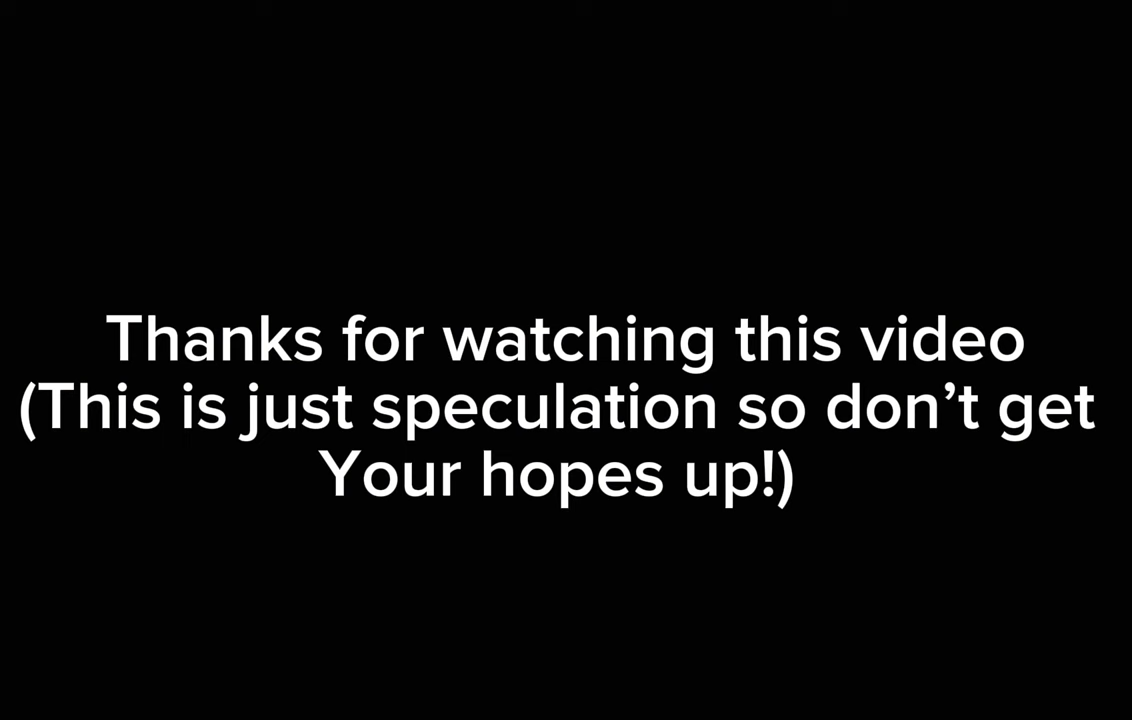 Thanks for watching this video
(This is just speculation so don’t get
Your hopes up!)